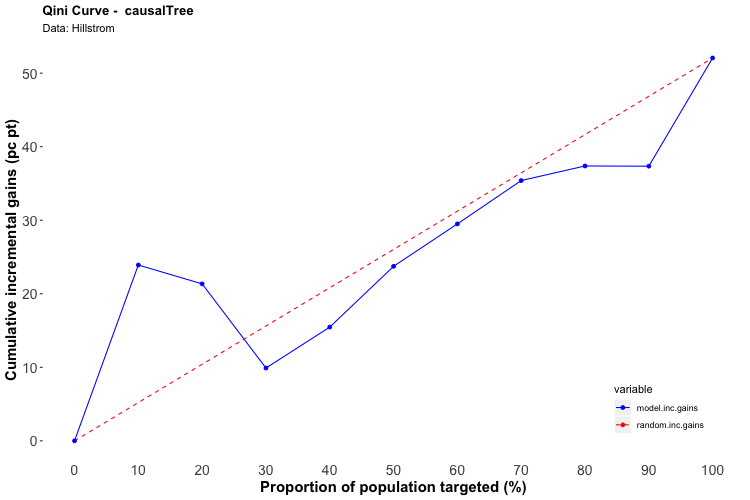 Qini Curve - causalTree
Data: Hillstrom
Cumulative incremental gains (pc pt)
50
40
30
20
10
0
variable
model.inc.gains
random.inc.gains
0 10 20 30 40 50 60 70 80 90 100
Proportion of population targeted (%)